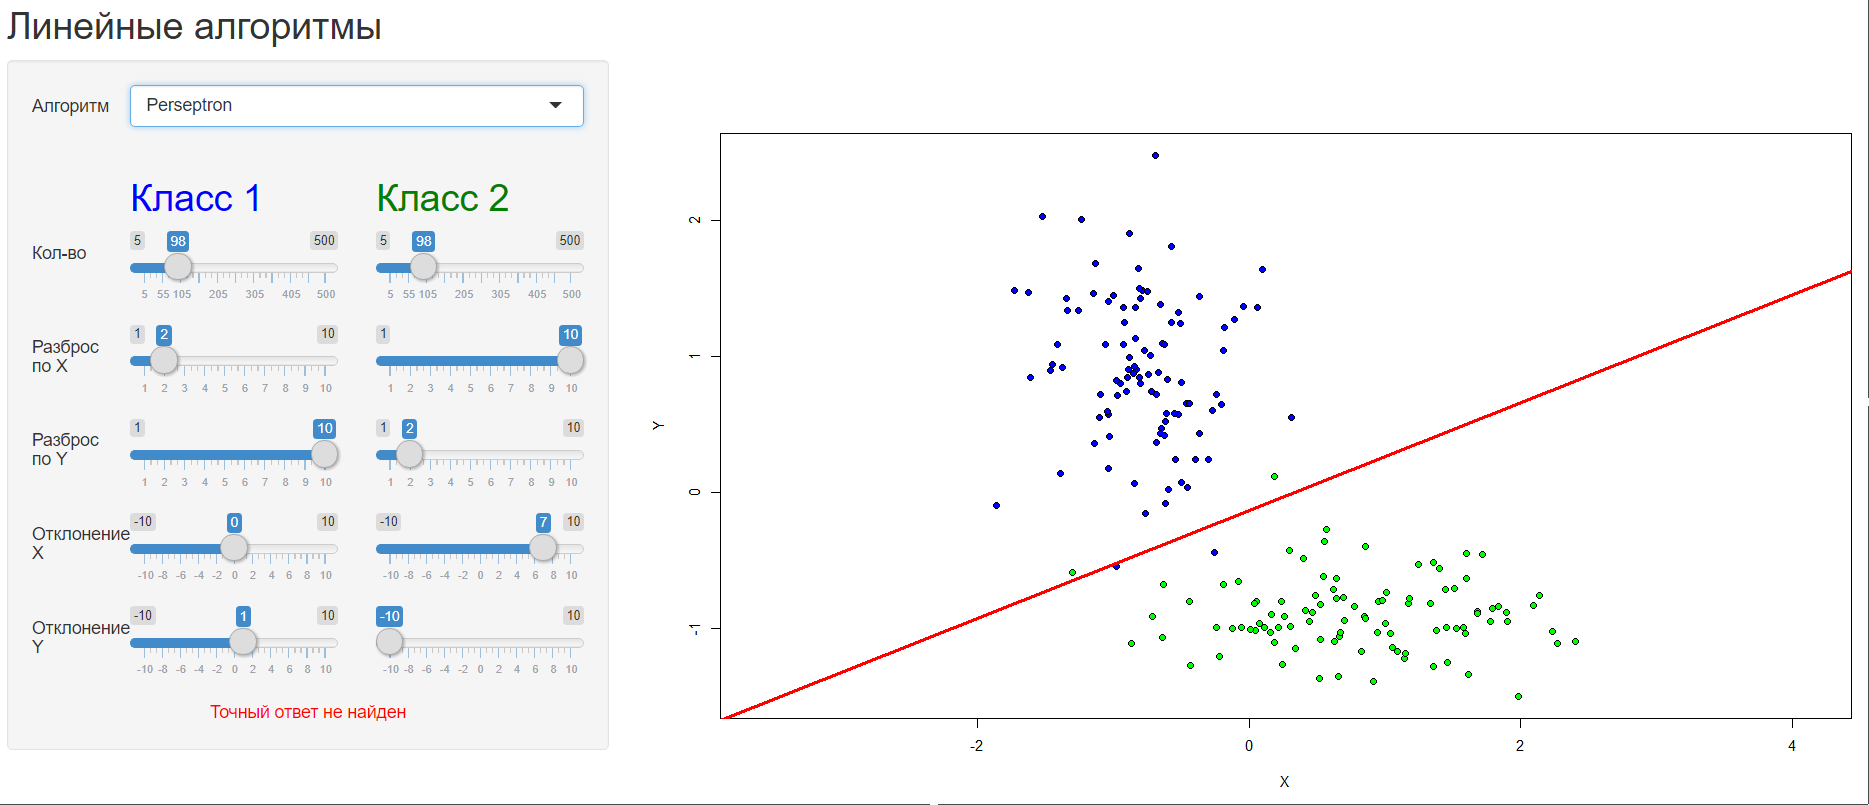 Линейные алгоритмы
Алгоритм Perseptron
Класс 1 Класс 2
Кол-во 5 98 500 5 98 500
5 55 105 205 305 405 500 5 55 105 205 305 405 500
Разброс по X 1 2 10 1 10
1 2 3 4 5 6 7 8 9 10 1 2 3 4 5 6 7 8 9 10
Разброс по Y 1 10 1 2 10
1 2 3 4 5 6 7 8 9 10 1 2 3 4 5 6 7 8 9 10
Отклонение X -10 0 10 -10 7 10
-10 -8 -6 -4 -2 0 2 4 6 8 10 -10 -8 -6 -4 -2 0 2 4 6 8 10
Отклонение Y -10 1 10 -10 10
-10 -8 -6 -4 -2 0 2 4 6 8 10 -10 -8 -6 -4 -2 0 2 4 6 8 10
Точный ответ не найден
Y
2
1
0
-1
-2 0 2 4
X